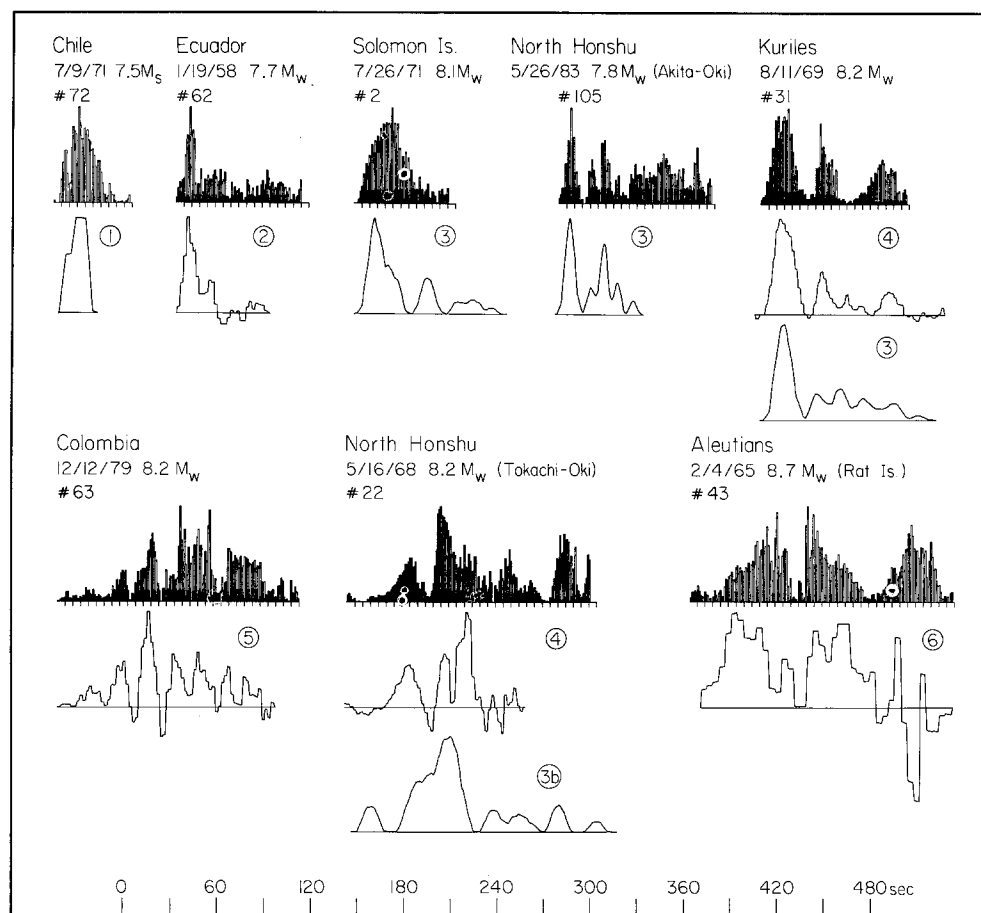 Chile
7/9/71 7.5Ms
#72
Ecuador
1/19/58 7.7 Mw
#62
Solomon Is.
7/26/71 8.1Mw
#2
North Honshu
5/26/83 7.8 Mw (Akita-Oki)
#105
Kuriles
8/11/69 8.2 Mw
#31
1
2
3
3
4
3
Colombia
12/12/79 8.2 Mw
#63
North Honshu
5/16/68 8.2 Mw (Tokachi-Oki)
#22
Aleutians
2/4/65 8.7 Mw (Rat Is.)
#43
5
4
6
3b
0 60 120 180 240 300 360 420 480 sec